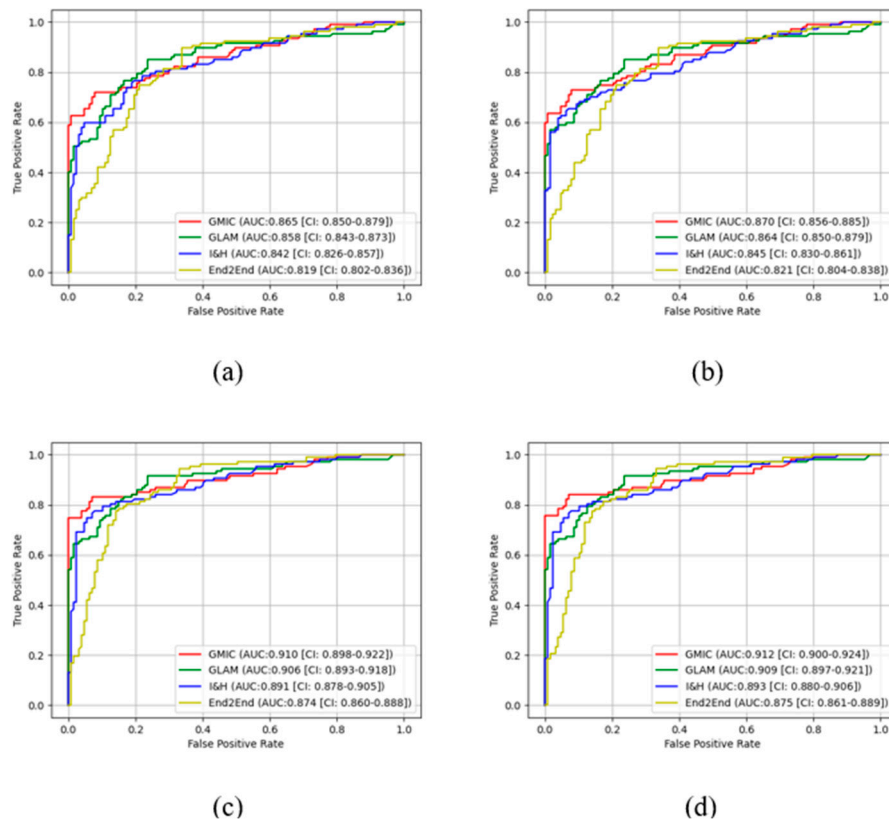 True Positive Rate
1.0
0.8
0.6
0.4
0.2
0.0
GMIC (AUC:0.865 [CI: 0.850-0.879])
GLAM (AUC:0.858 [CI: 0.843-0.873])
I&H (AUC:0.842 [CI: 0.826-0.857])
End2End (AUC:0.819 [CI: 0.802-0.836])
0.0 0.2 0.4 0.6 0.8 1.0
False Positive Rate
(a)
True Positive Rate
1.0
0.8
0.6
0.4
0.2
0.0
GMIC (AUC:0.870 [CI: 0.856-0.885])
GLAM (AUC:0.864 [CI: 0.850-0.879])
I&H (AUC:0.845 [CI: 0.830-0.861])
End2End (AUC:0.821 [CI: 0.804-0.838])
0.0 0.2 0.4 0.6 0.8 1.0
False Positive Rate
(b)
True Positive Rate
1.0
0.8
0.6
0.4
0.2
0.0
GMIC (AUC:0.910 [CI: 0.898-0.922])
GLAM (AUC:0.906 [CI: 0.893-0.918])
I&H (AUC:0.891 [CI: 0.878-0.905])
End2End (AUC:0.874 [CI: 0.860-0.888])
0.0 0.2 0.4 0.6 0.8 1.0
False Positive Rate
(c)
True Positive Rate
1.0
0.8
0.6
0.4
0.2
0.0
GMIC (AUC:0.912 [CI: 0.900-0.924])
GLAM (AUC:0.909 [CI: 0.897-0.921])
I&H (AUC:0.893 [CI: 0.880-0.906])
End2End (AUC:0.875 [CI: 0.861-0.889])
0.0 0.2 0.4 0.6 0.8 1.0
False Positive Rate
(d)